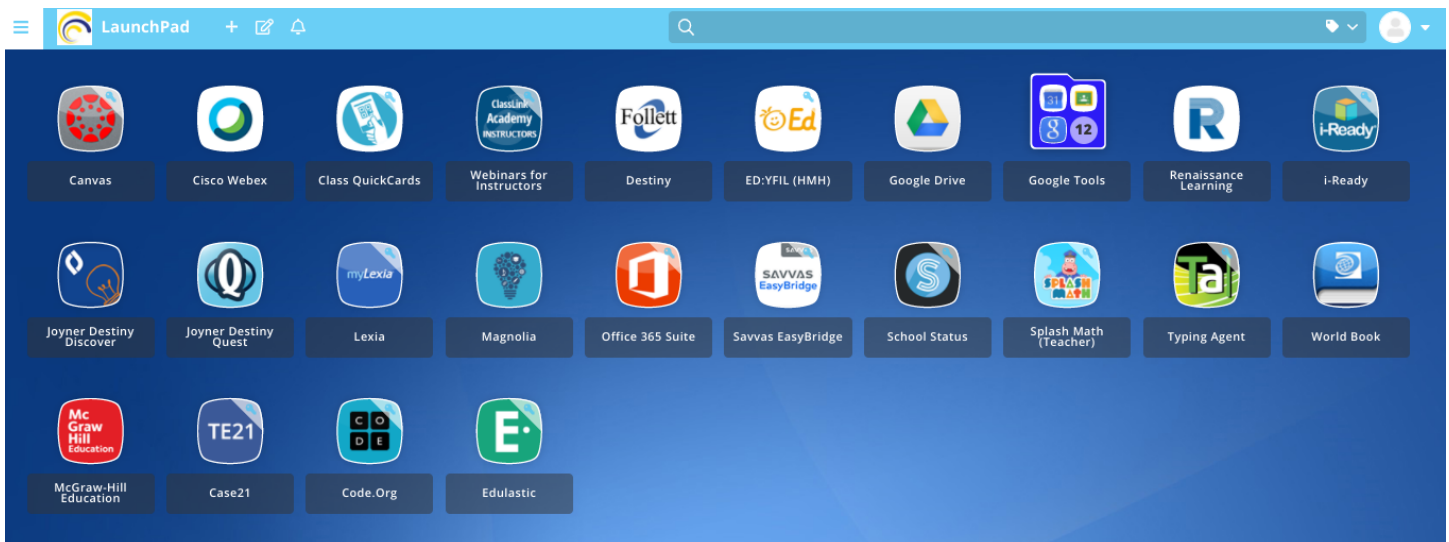 LaunchPad
ClassLink
Academy
INSTRUCTORS
Follett
Ed
31
8
12
R
i-Ready
Canvas
Cisco Webex
Class QuickCards
Webinars for
Instructors
Destiny
ED:YFIL (HMH)
Google Drive
Google Tools
Renaissance
Learning
i-Ready
Q
myLexia
SAVVAS
EasyBridge
S
SPLASH
MATH
Ta
Joyner Destiny
Discover
Joyner Destiny
Quest
Lexia
Magnolia
Office 365 Suite
Savvas EasyBridge
School Status
Splash Math
(Teacher)
Typing Agent
World Book
Mc
Graw
Hill
Education
TE21
C O
D E
E
McGraw-Hill
Education
Case21
Code.Org
Edulastic